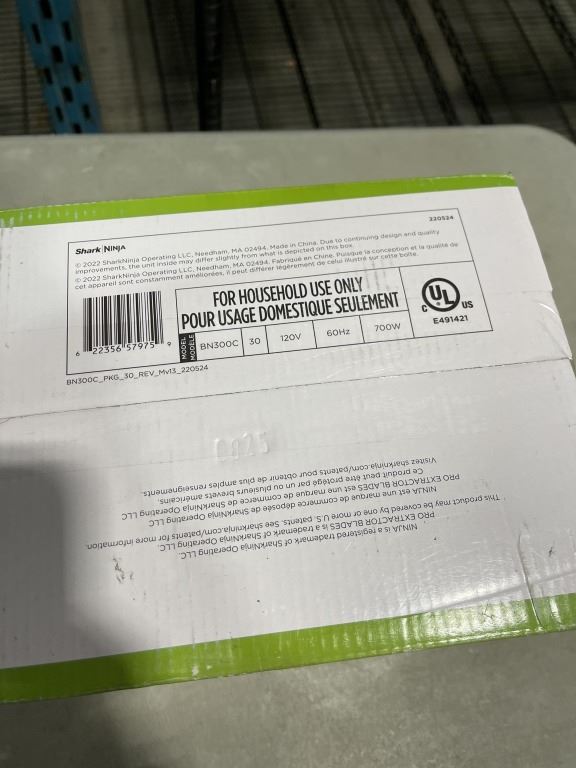 220524
Shark | NINJA
© 2022 SharkNinja Operating LLC, Needham, MA 02494. Made in China. Due to continuing design and quality
improvements, the unit inside may differ slightly from what is depicted on this box.
© 2022 SharkNinja Operating LLC, Needham, MA 02494. Fabriqué en Chine. Puisque la conception et la qualité de
cet appareil sont constamment améliorées, il peut différer légèrement de celui illustré sur cette boîte.
FOR HOUSEHOLD USE ONLY
POUR USAGE DOMESTIQUE SEULEMENT
MODEL
MODÈLE
BN300C 30 120V 60Hz 700W
6 22356 57975 9
C UL US
E491421
BN300C_PKG_30_REV_Mv13_220524
0025
NINJA is a registered trademark of SharkNinja Operating LLC.
PRO EXTRACTOR BLADES is a trademark of SharkNinja Operating LLC.
This product may be covered by one or more U.S. patents. See sharkninja.com/patents for more information.
NINJA est une marque de commerce déposée de SharkNinja Operating LLC
PRO EXTRACTOR BLADES est une marque de commerce de SharkNinja Operating LLC
Ce produit peut être protégé par un ou plusieurs brevets américains.
Visitez sharkninja.com/patents pour obtenir de plus amples renseignements.